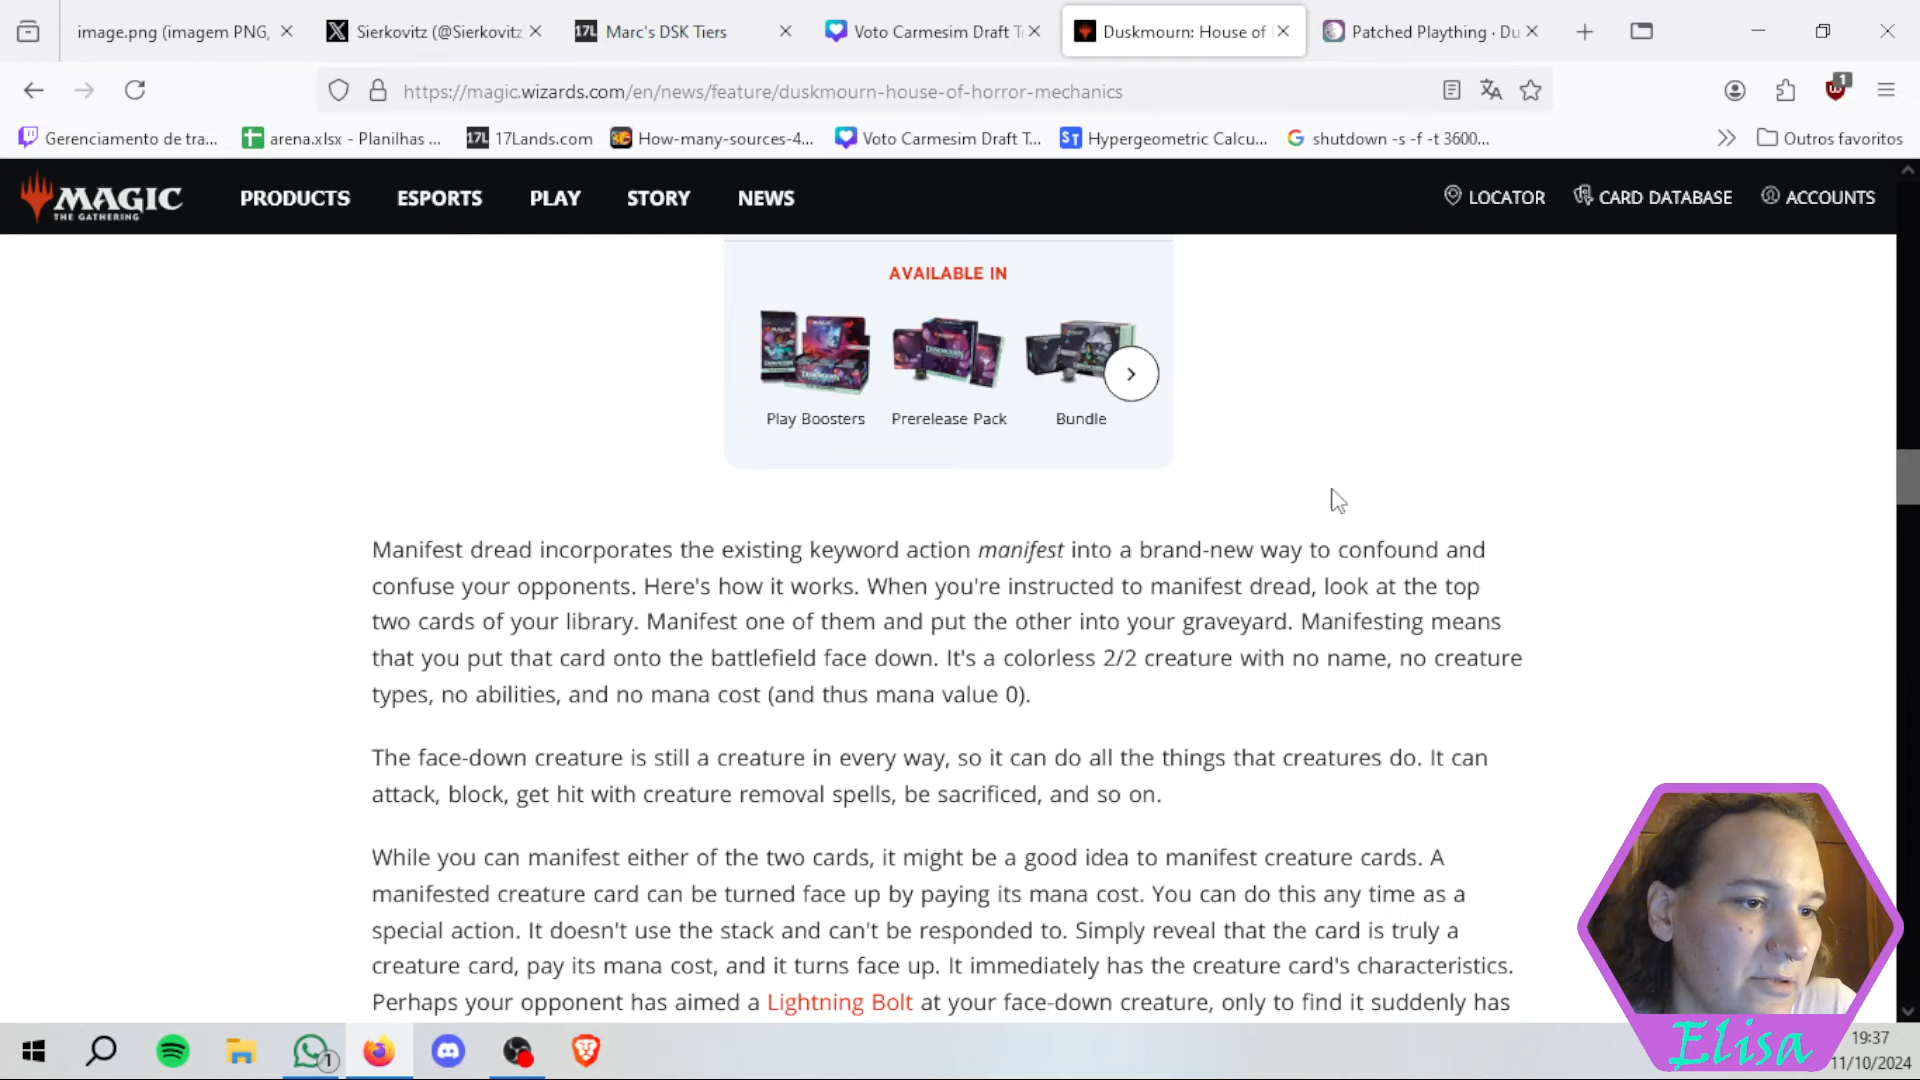 image.png (imagem PNG,
Sierkovitz (@Sierkovitz
17L Marc's DSK Tiers
Voto Carmesim Draft T
Duskmourn: House of
Patched Plaything · Du
https://magic.wizards.com/en/news/feature/duskmourn-house-of-horror-mechanics
1
Gerenciamento de tra...
arena.xlsx - Planilhas ...
17L 17Lands.com
How-many-sources-4...
Voto Carmesim Draft T...
ST Hypergeometric Calcu...
shutdown -s -f -t 3600...
Outros favoritos
MAGIC
THE GATHERING
PRODUCTS
ESPORTS
PLAY
STORY
NEWS
LOCATOR
CARD DATABASE
ACCOUNTS
AVAILABLE IN
Play Boosters
Prerelease Pack
Bundle
Manifest dread incorporates the existing keyword action manifest into a brand-new way to confound and
confuse your opponents. Here's how it works. When you're instructed to manifest dread, look at the top
two cards of your library. Manifest one of them and put the other into your graveyard. Manifesting means
that you put that card onto the battlefield face down. It's a colorless 2/2 creature with no name, no creature
types, no abilities, and no mana cost (and thus mana value 0).
The face-down creature is still a creature in every way, so it can do all the things that creatures do. It can
attack, block, get hit with creature removal spells, be sacrificed, and so on.
While you can manifest either of the two cards, it might be a good idea to manifest creature cards. A
manifested creature card can be turned face up by paying its mana cost. You can do this any time as a
special action. It doesn't use the stack and can't be responded to. Simply reveal that the card is truly a
creature card, pay its mana cost, and it turns face up. It immediately has the creature card's characteristics.
Perhaps your opponent has aimed a Lightning Bolt at your face-down creature, only to find it suddenly has
Elisa
1
19:37
11/10/2024